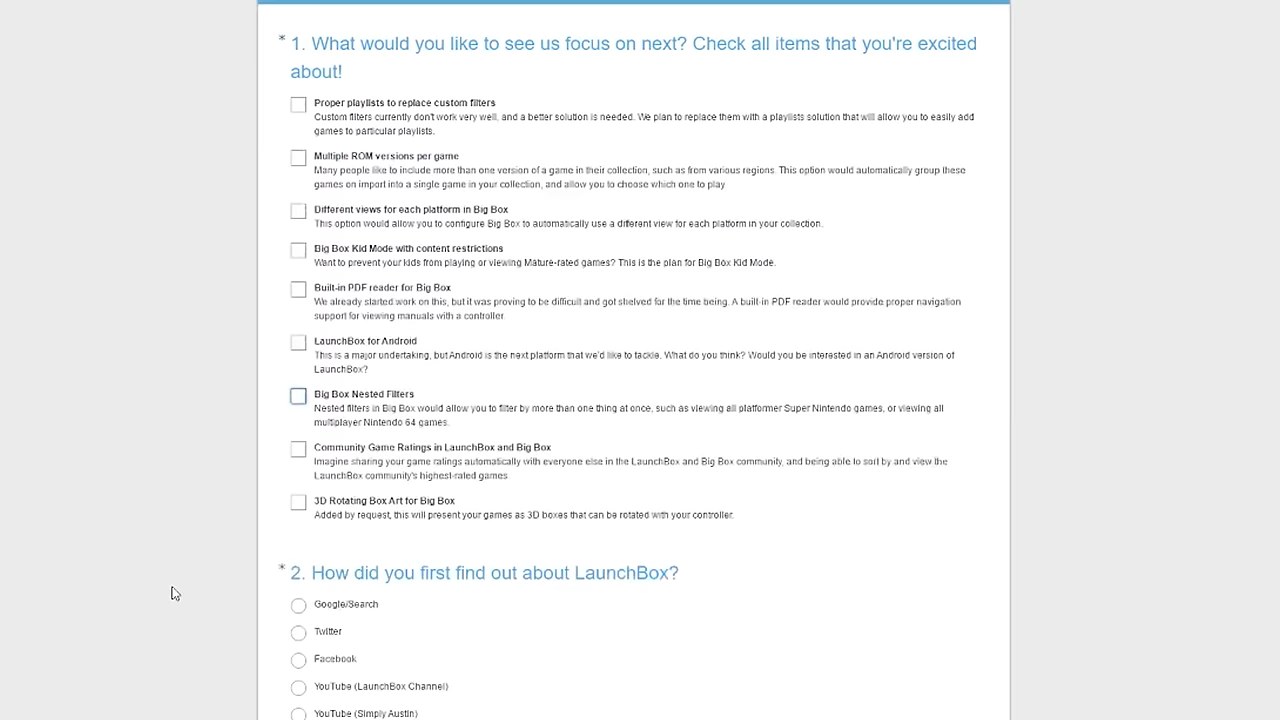 * 1. What would you like to see us focus on next? Check all items that you're excited
about!
Proper playlists to replace custom filters
Custom filters currently don't work very well, and a better solution is needed. We plan to replace them with a playlists solution that will allow you to easily add
games to particular playlists.
Multiple ROM versions per game
Many people like to include more than one version of a game in their collection, such as from various regions. This option would automatically group these
games on import into a single game in your collection, and allow you to choose which one to play
Different views for each platform in Big Box
This option would allow you to configure Big Box to automatically use a different view for each platform in your collection.
Big Box Kid Mode with content restrictions
Want to prevent your kids from playing or viewing Mature-rated games? This is the plan for Big Box Kid Mode.
Built-in PDF reader for Big Box
We already started work on this, but it was proving to be difficult and got shelved for the time being. A built-in PDF reader would provide proper navigation
support for viewing manuals with a controller
LaunchBox for Android
This is a major undertaking, but Android is the next platform that we'd like to tackle. What do you think? Would you be interested in an Android version of
LaunchBox?
Big Box Nested Filters
Nested filters in Big Box would allow you to filter by more than one thing at once, such as viewing all platformer Super Nintendo games, or viewing all
multiplayer Nintendo 64 games.
Community Game Ratings in LaunchBox and Big Box
Imagine sharing your game ratings automatically with everyone else in the LaunchBox and Big Box community, and being able to sort by and view the
LaunchBox community's highest-rated games
3D Rotating Box Art for Big Box
Added by request, this will present your games as 3D boxes that can be rotated with your controller.
* 2. How did you first find out about LaunchBox?
Google/Search
Twitter
Facebook
YouTube (LaunchBox Channel)
YouTube (Simply Austin)